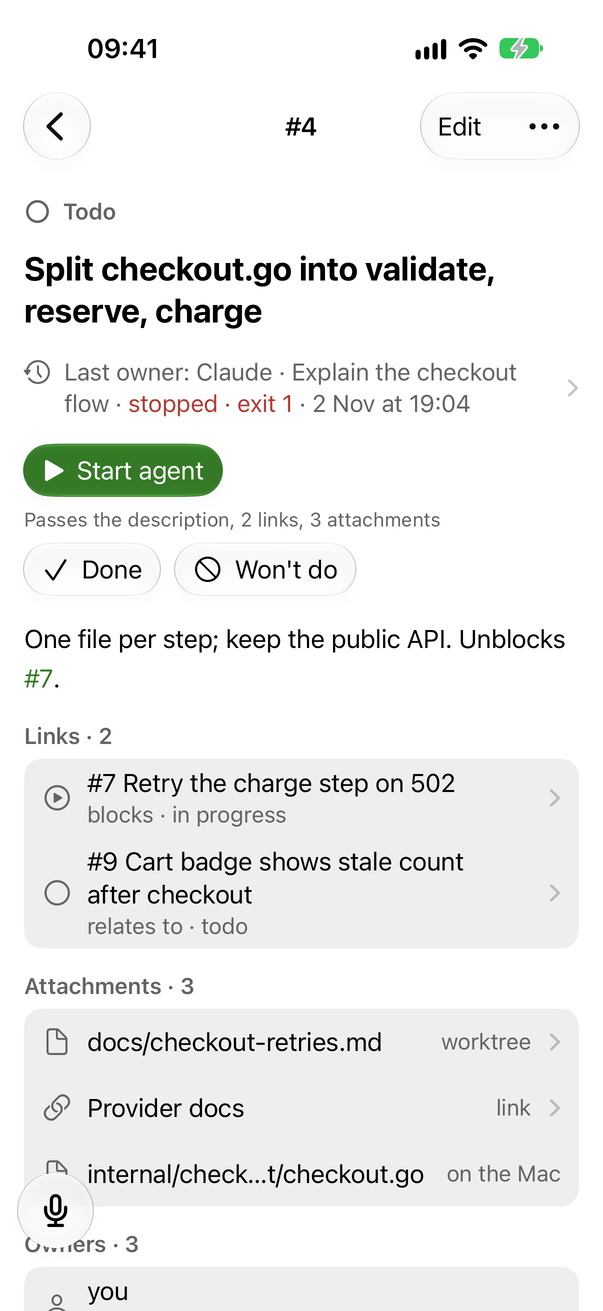 09:41
#4
Edit
Todo
Split checkout.go into validate,
reserve, charge
Last owner: Claude · Explain the checkout
flow · stopped · exit 1 · 2 Nov at 19:04
Start agent
Passes the description, 2 links, 3 attachments
Done
Won't do
One file per step; keep the public API. Unblocks
#7.
Links · 2
#7 Retry the charge step on 502
blocks · in progress
#9 Cart badge shows stale count
after checkout
relates to · todo
Attachments · 3
docs/checkout-retries.md
worktree
Provider docs
link
internal/check...t/checkout.go
on the Mac
Owners · 3
you